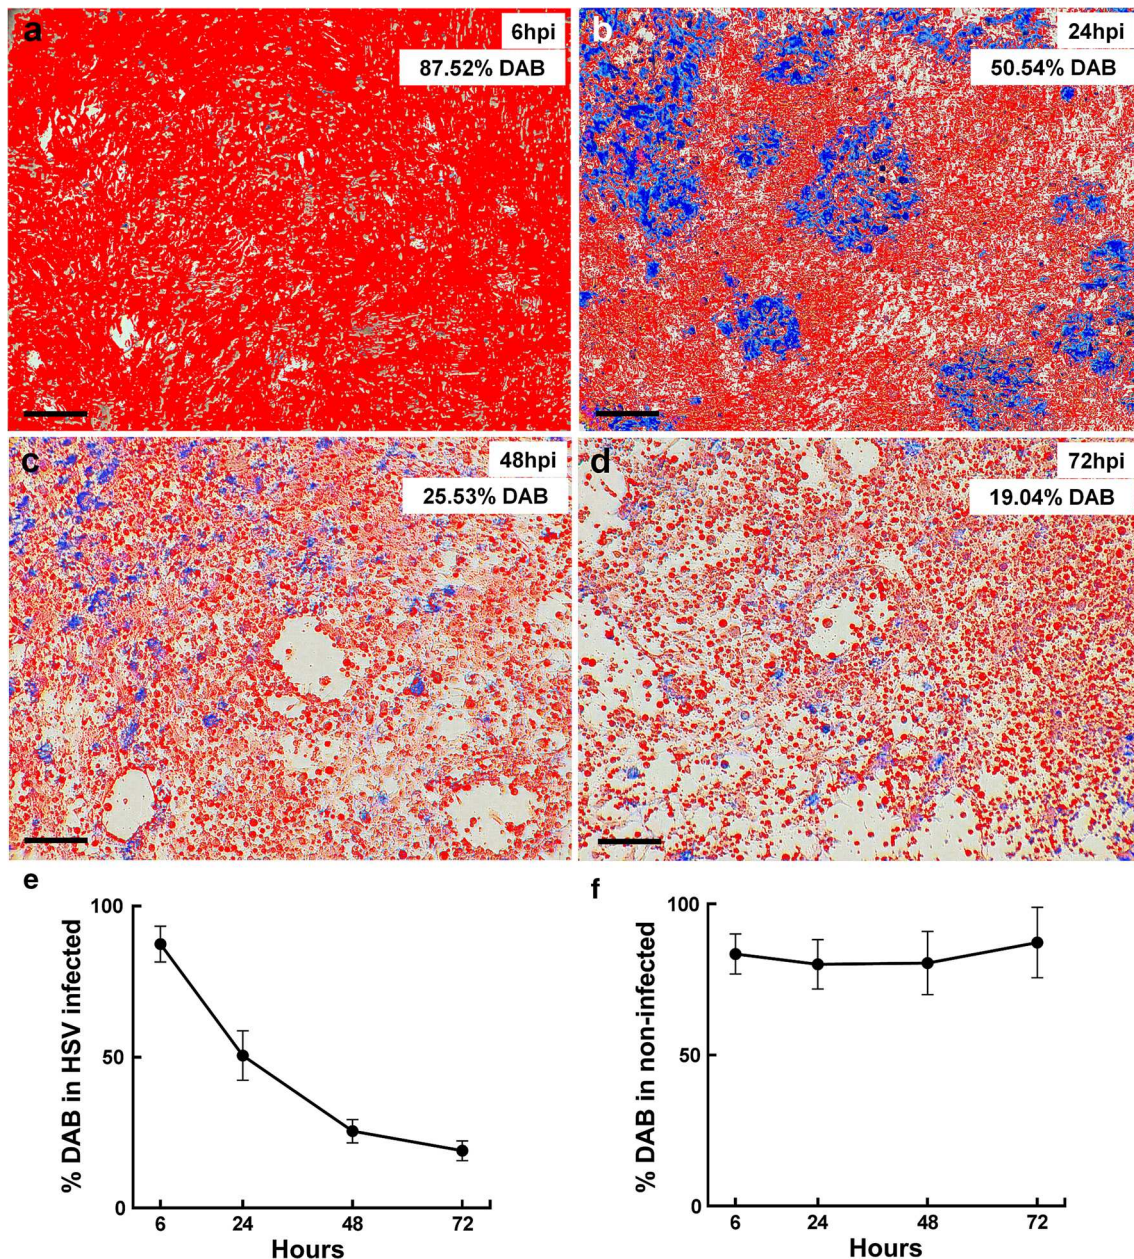 a
6hpi
87.52% DAB
b
24hpi
50.54% DAB
c
48hpi
25.53% DAB
d
72hpi
19.04% DAB
e
% DAB in HSV infected
100
50
0
6
24
48
72
Hours
f
% DAB in non-infected
100
50
0
6
24
48
72
Hours